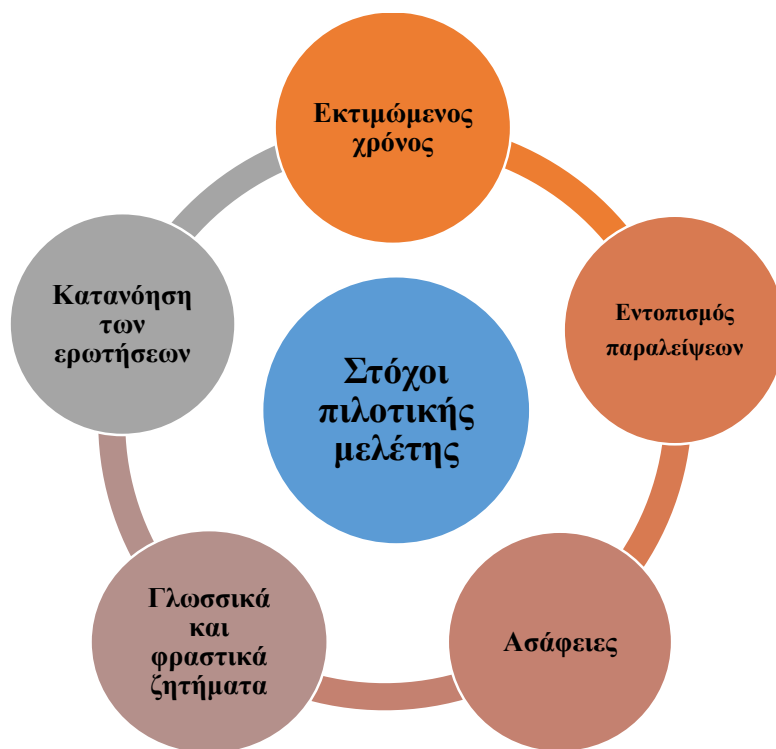 Εκτιμώμενος
χρόνος
Εντοπισμός
παραλείψεων
Ασάφειες
Γλωσσικά
και
φραστικά
ζητήματα
Κατανόηση
των
ερωτήσεων
Στόχοι
πιλοτικής
μελέτης